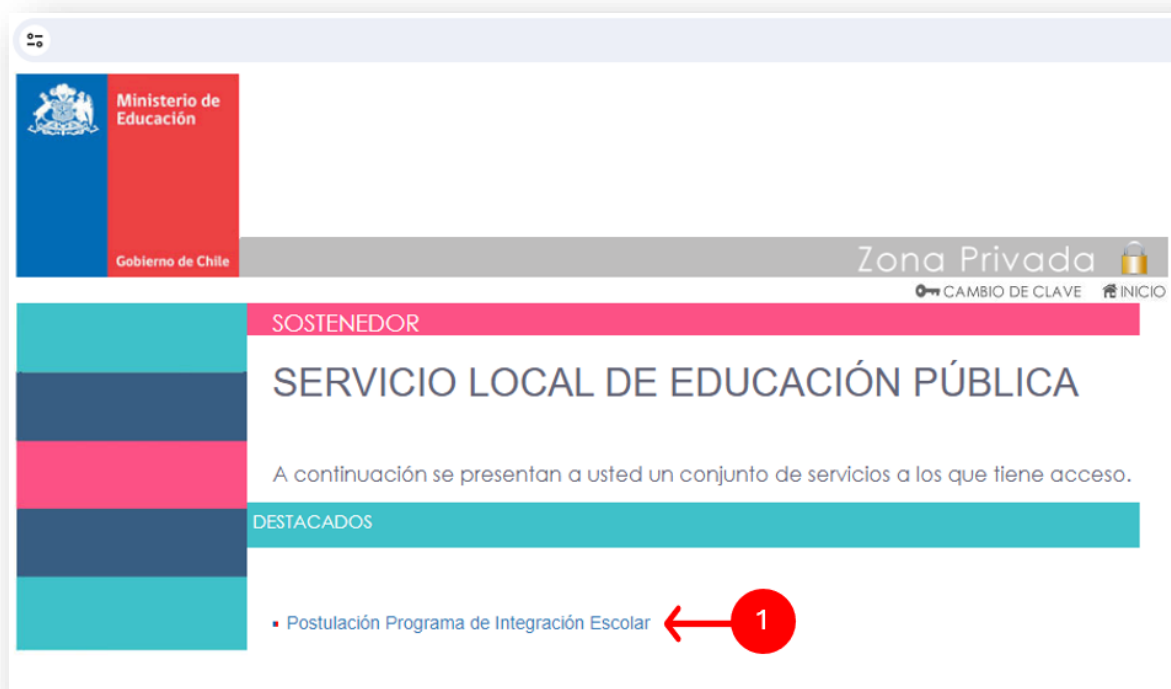 Ministerio de
Educación
Gobierno de Chile
Zona Privada
CAMBIO DE CLAVE INICIO
SOSTENEDOR
SERVICIO LOCAL DE EDUCACIÓN PÚBLICA
A continuación se presentan a usted un conjunto de servicios a los que tiene acceso.
DESTACADOS
Postulación Programa de Integración Escolar 1